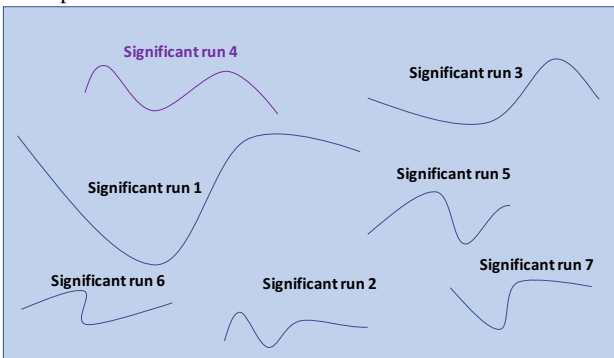 Significant run 4
Significant run 3
Significant run 1
Significant run 5
Significant run 6
Significant run 2
Significant run 7